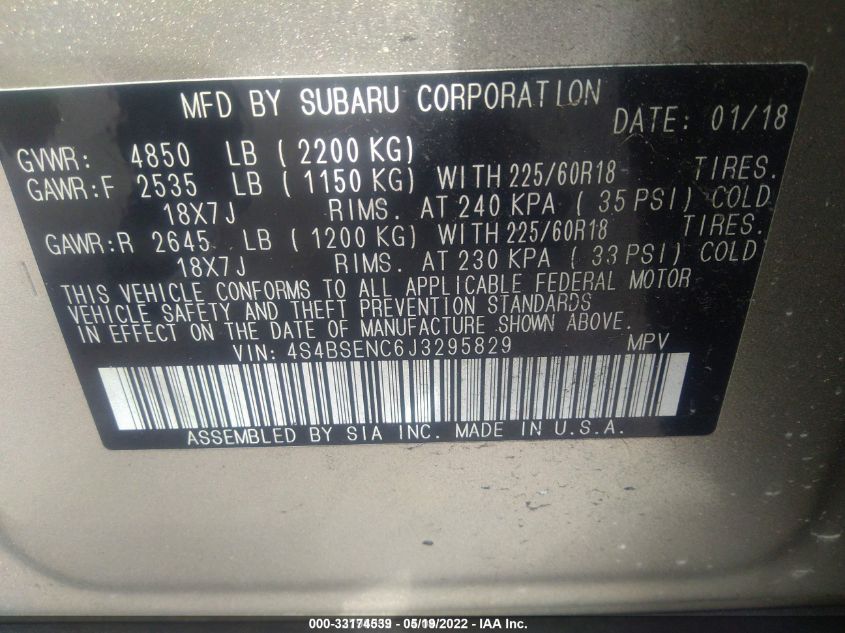 MFD BY SUBARU CORPORATION DATE: 01/18
GVWR: 4850 LB ( 2200 KG)
GAWR:F 2535 LB ( 1150 KG) WITH 225/60R18 TIRES.
18X7J RIMS. AT 240 KPA ( 35 PSI) COLD
GAWR:R 2645 LB ( 1200 KG) WITH 225/60R18 TIRES.
18X7J RIMS. AT 230 KPA ( 33 PSI) COLD
THIS VEHICLE CONFORMS TO ALL APPLICABLE FEDERAL MOTOR
VEHICLE SAFETY AND THEFT PREVENTION STANDARDS
IN EFFECT ON THE DATE OF MANUFACTURE SHOWN ABOVE.
VIN: 4S4BSENC6J3295829 MPV
ASSEMBLED BY SIA INC. MADE IN U.S.A.
000-33174539 - 05/19/2022 - IAA Inc.